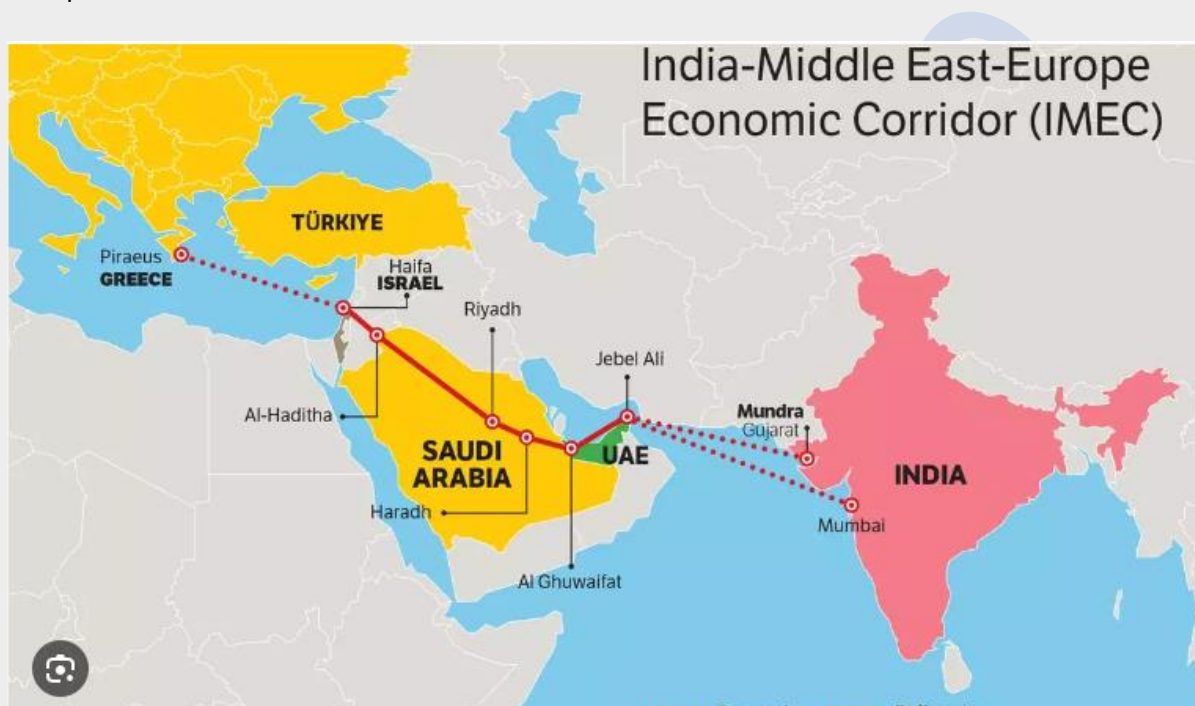 India-Middle East-Europe
Economic Corridor (IMEC)
TÜRKIYE
Piraeus
GREECE
Haifa
ISRAEL
Riyadh
Jebel Ali
Al-Haditha
Mundra
Gujarat
SAUDI
ARABIA
UAE
INDIA
Haradh
Mumbai
Al Ghuwaifat